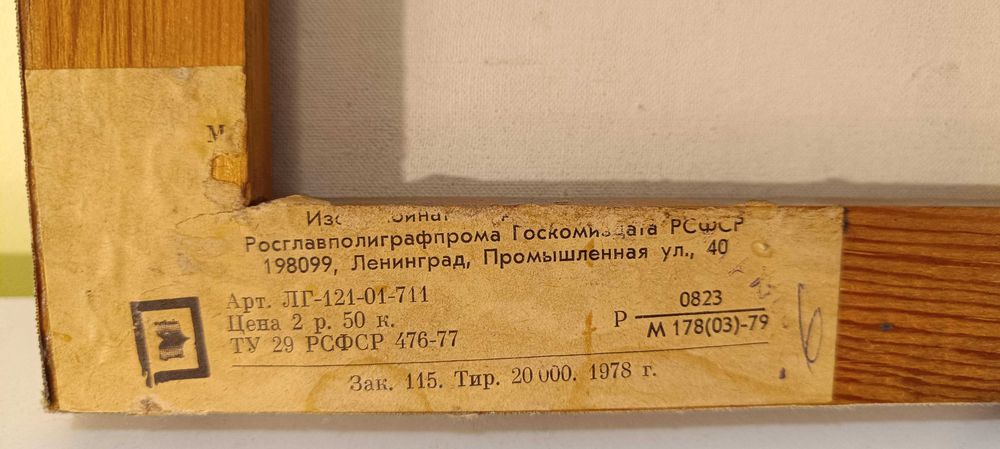 М
Росглавполиграфпрома Госкомиздата РСФСР
198099, Ленинград, Промышленная ул., 40
Арт. ЛГ-121-01-711
Цена 2 р. 50 к.
ТУ 29 РСФСР 476-77
Р 0823
М 178(03)-79
Зак. 115. Тир. 20 000. 1978 г.
6